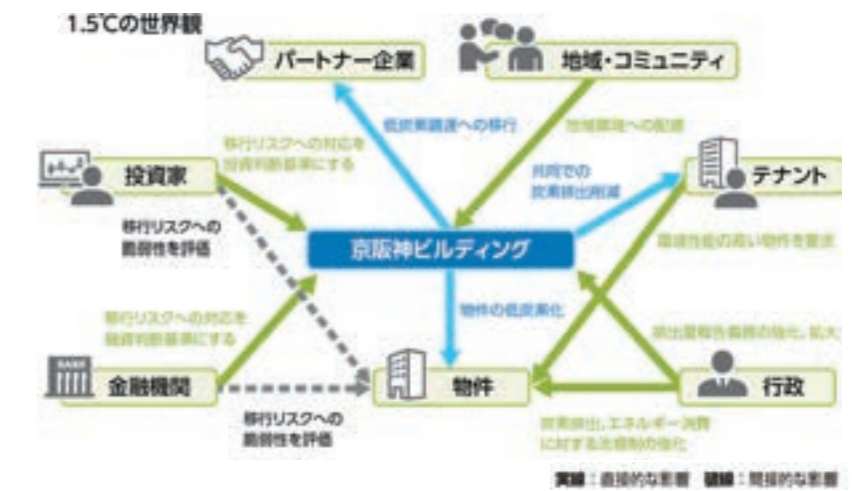 1.5℃の世界観
パートナー企業
地域・コミュニティ
低炭素調達への移行
地域環境への配慮
移行リスクへの対応を
投資判断基準にする
投資家
共同での
炭素排出削減
テナント
移行リスクへの
脆弱性を評価
京阪神ビルディング
環境性能の高い物件を要求
物件の低炭素化
移行リスクへの対応を
融資判断基準にする
排出量報告義務の強化、拡大
BANK
金融機関
物件
行政
移行リスクへの
脆弱性を評価
炭素排出、エネルギー消費
に対する法規制の強化
実線：直接的な影響 破線：間接的な影響